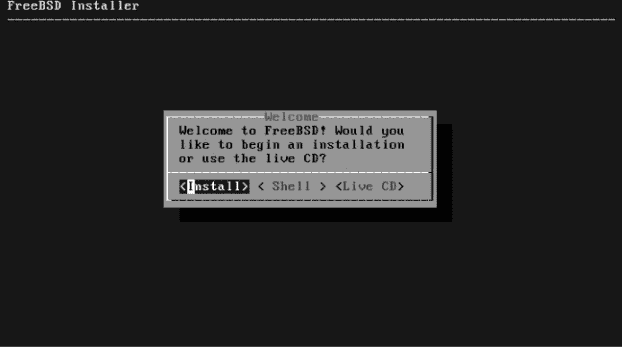 FreeBSD Installer
Welcome
Welcome to FreeBSD! Would you
like to begin an installation
or use the live CD?
<Install> < Shell > <Live CD>